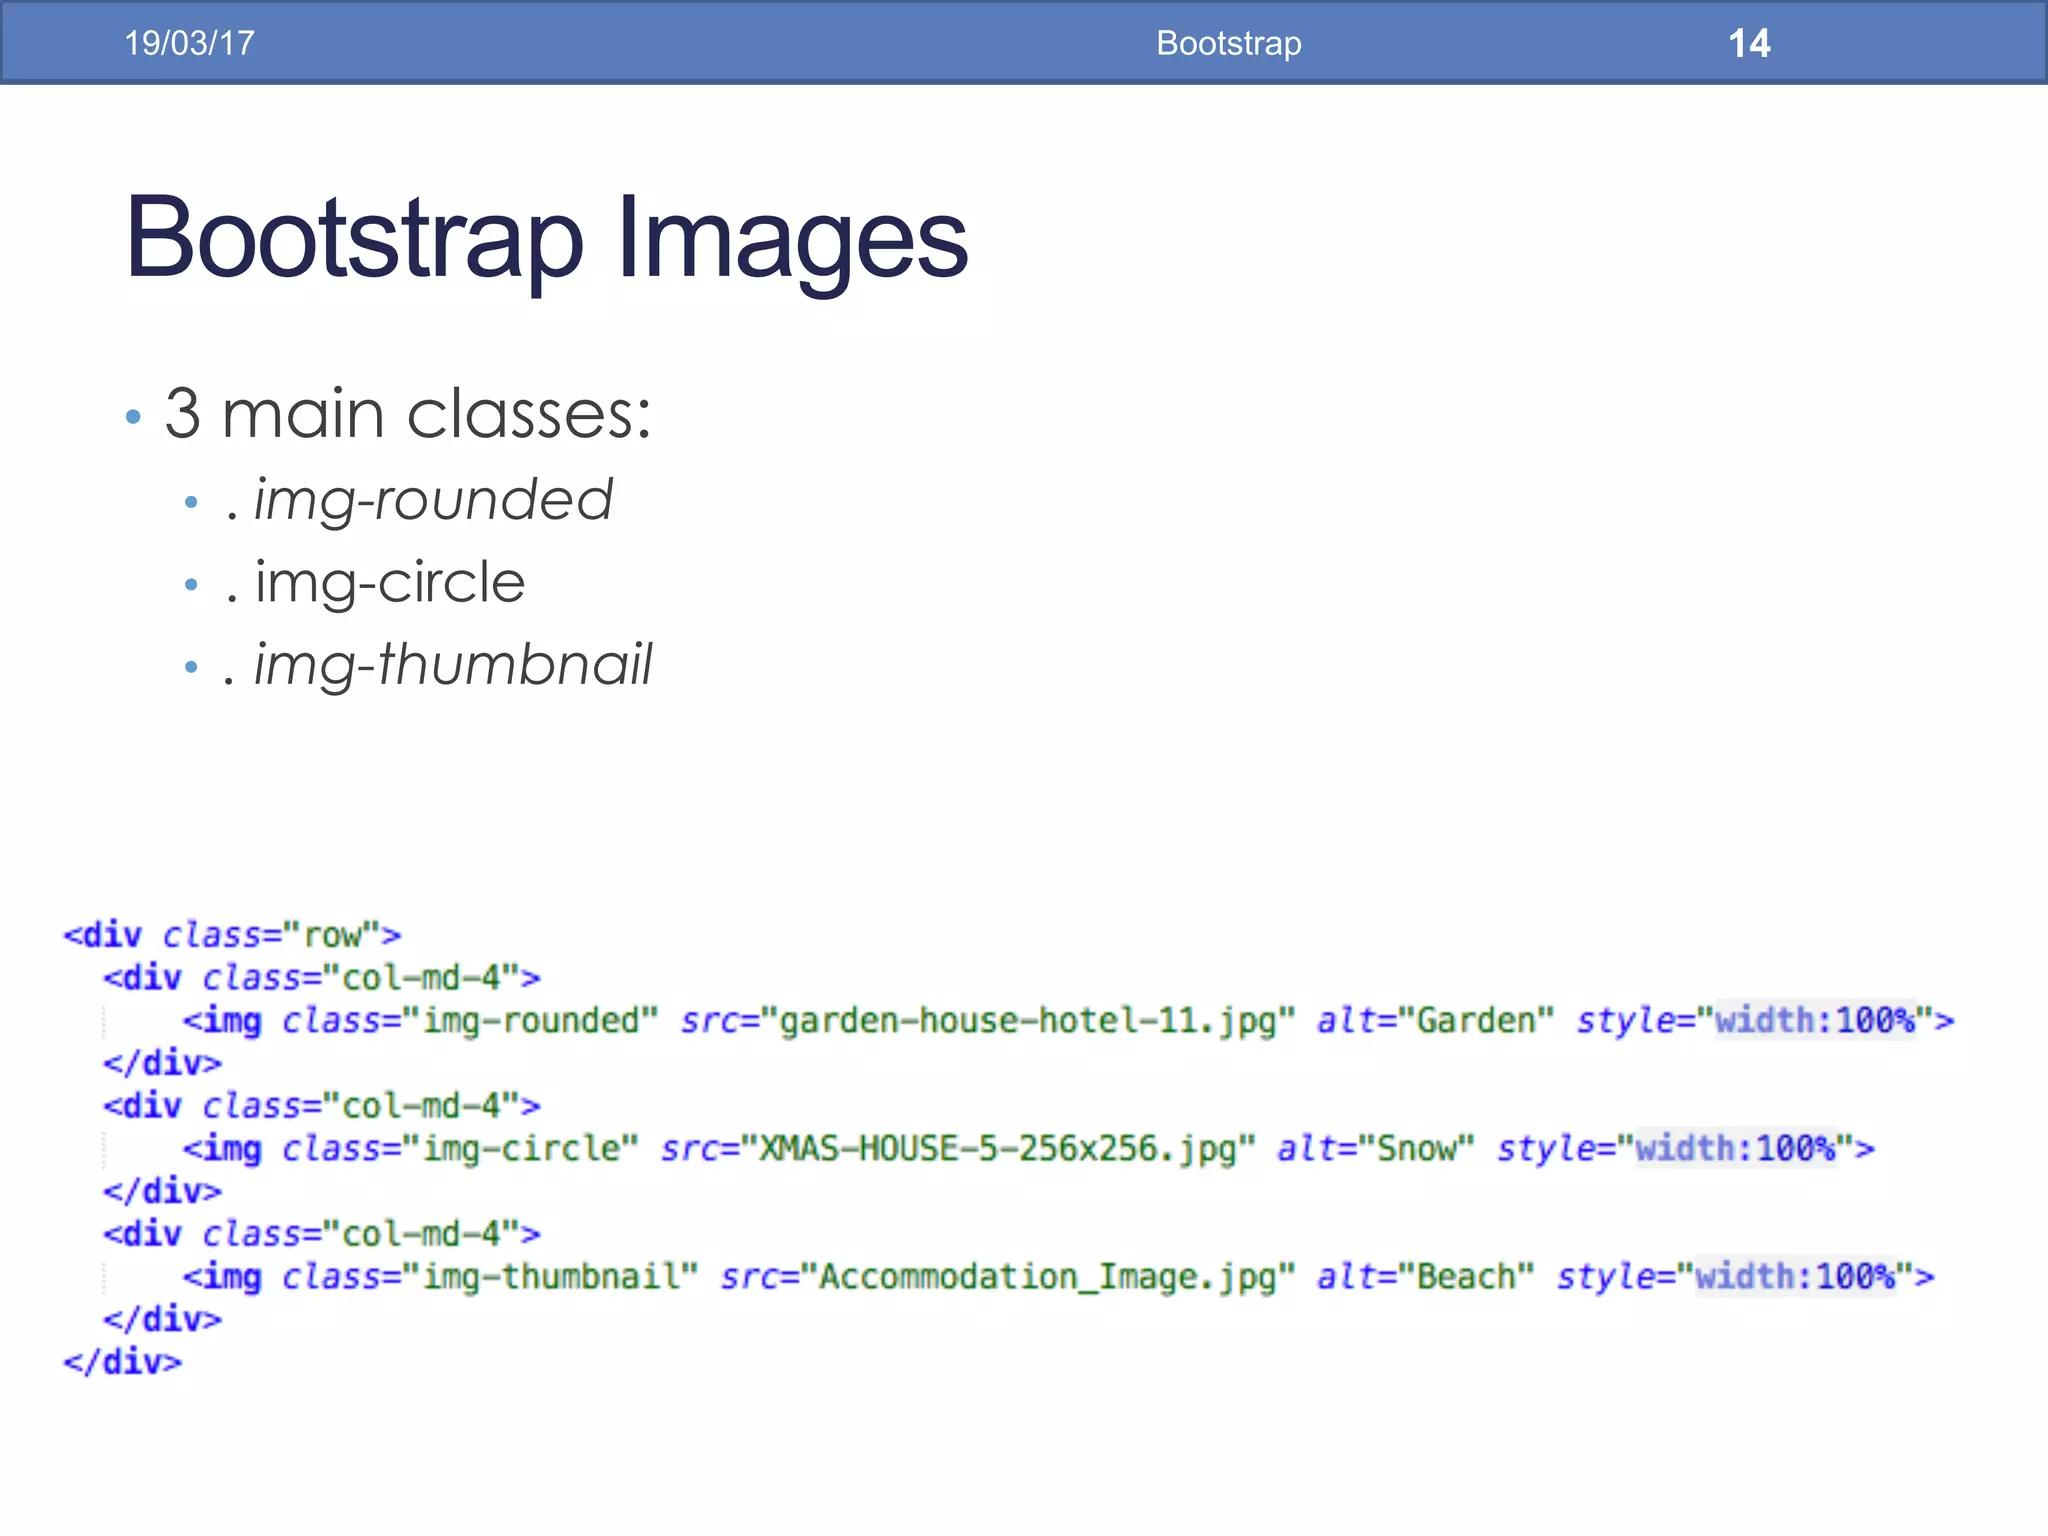 19/03/17 Bootstrap 14
Bootstrap Images
• 3 main classes:
• . img-rounded
• . img-circle
• . img-thumbnail
<div class="row">
<div class="col-md-4">
<img class="img-rounded" src="garden-house-hotel-11.jpg" alt="Garden" style="width:100%">
</div>
<div class="col-md-4">
<img class="img-circle" src="XMAS-HOUSE-5-256x256.jpg" alt="Snow" style="width:100%">
</div>
<div class="col-md-4">
<img class="img-thumbnail" src="Accommodation_Image.jpg" alt="Beach" style="width:100%">
</div>
</div>